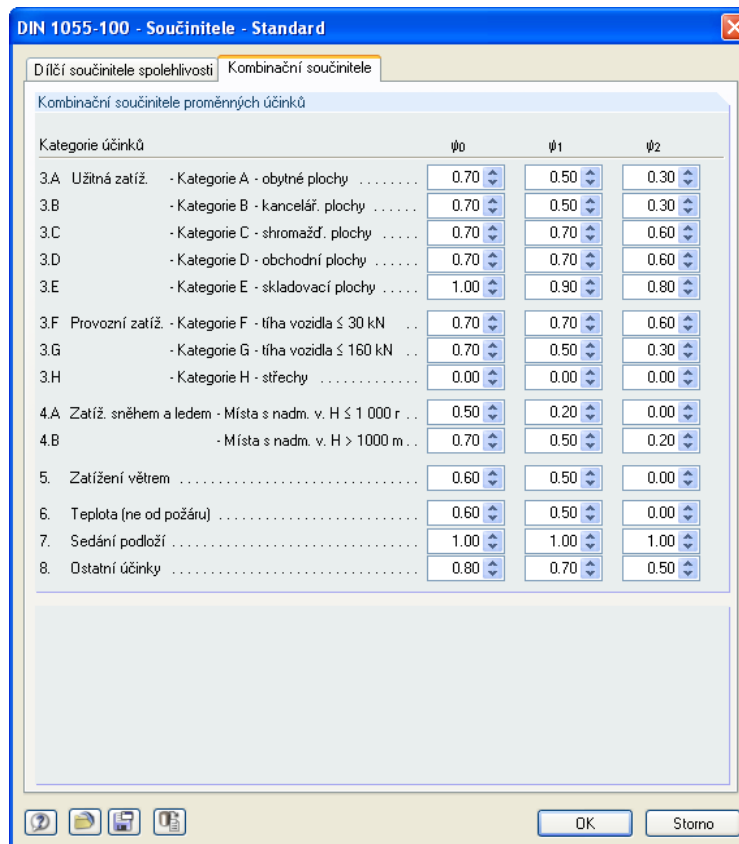 DIN 1055-100 - Součinitele - Standard
Dílčí součinitele spolehlivosti Kombinační součinitele
Kombinační součinitele proměnných účinků
Kategorie účinků ψ0 ψ1 ψ2
3.A Užitná zatíž. - Kategorie A - obytné plochy ........ 0.70 0.50 0.30
3.B - Kategorie B - kancelář. plochy ...... 0.70 0.50 0.30
3.C - Kategorie C - shromažď. plochy ..... 0.70 0.70 0.60
3.D - Kategorie D - obchodní plochy ...... 0.70 0.70 0.60
3.E - Kategorie E - skladovací plochy ..... 1.00 0.90 0.80
3.F Provozní zatíž. - Kategorie F - tíha vozidla ≤ 30 kN .. 0.70 0.70 0.60
3.G - Kategorie G - tíha vozidla ≤ 160 kN .. 0.70 0.50 0.30
3.H - Kategorie H - střechy ............. 0.00 0.00 0.00
4.A Zatíž. sněhem a ledem - Místa s nadm. v. H ≤ 1 000 r .. 0.50 0.20 0.00
4.B - Místa s nadm. v. H > 1000 m .. 0.70 0.50 0.20
5. Zatížení větrem ............................... 0.60 0.50 0.00
6. Teplota (ne od požáru) ......................... 0.60 0.50 0.00
7. Sedání podloží ............................... 1.00 1.00 1.00
8. Ostatní účinky ............................... 0.80 0.70 0.50
OK Storno